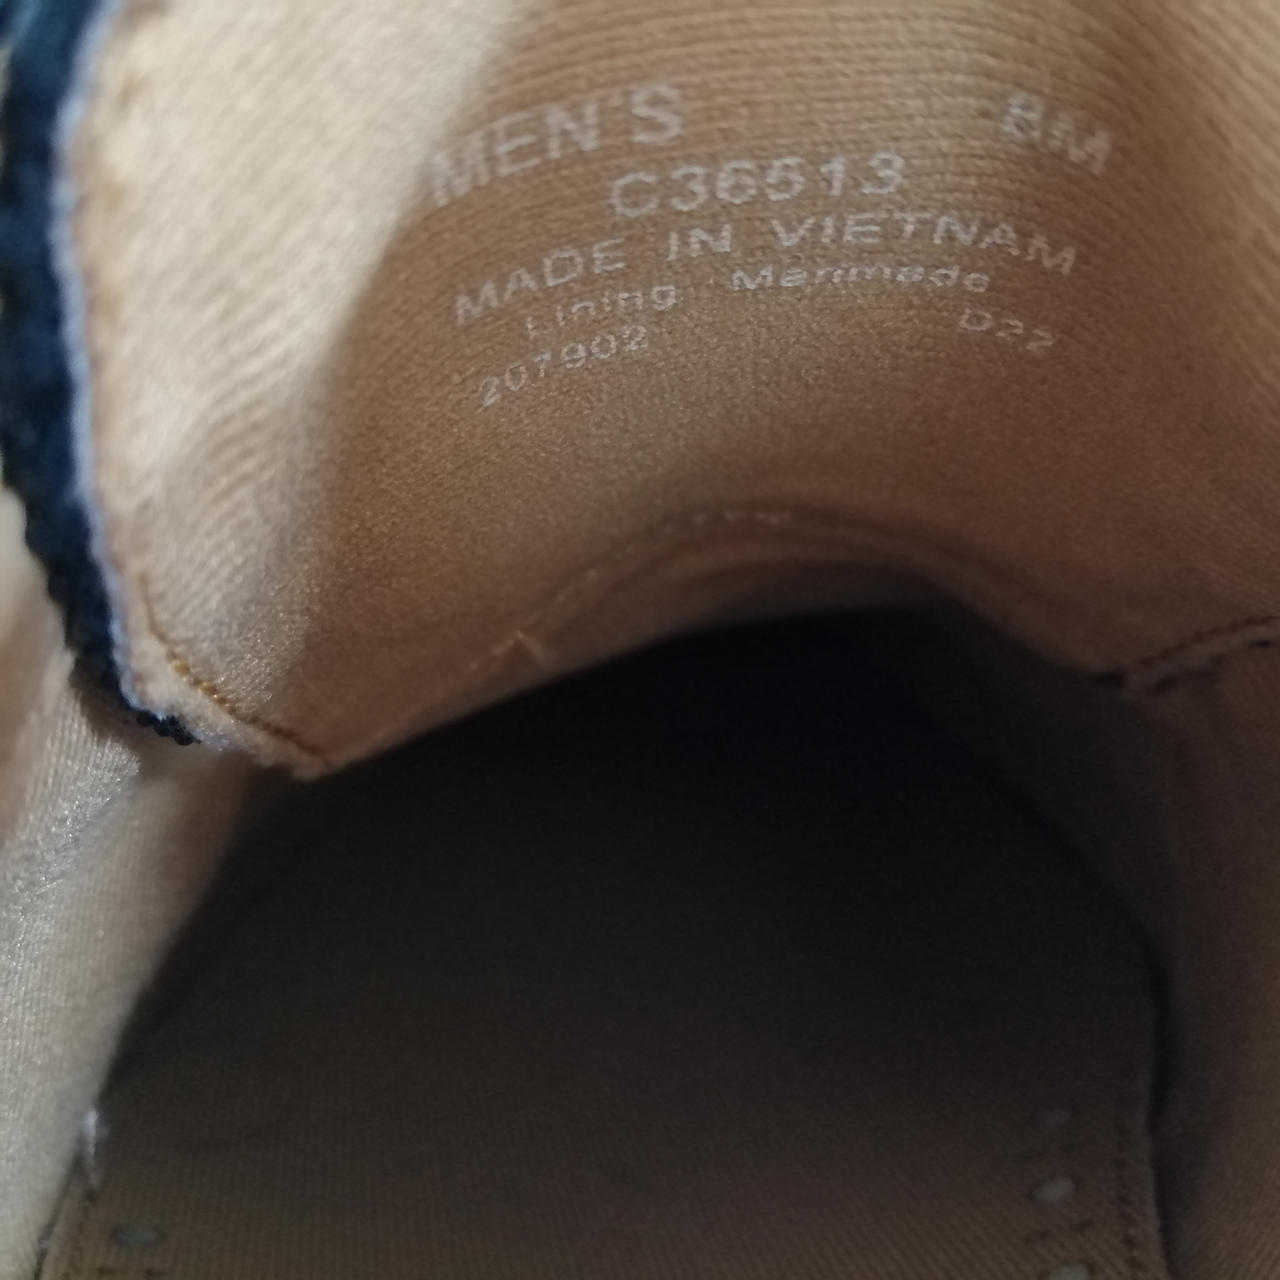 MEN'S 8M
C36513
MADE IN VIETNAM
Lining Manmade
207902 D22